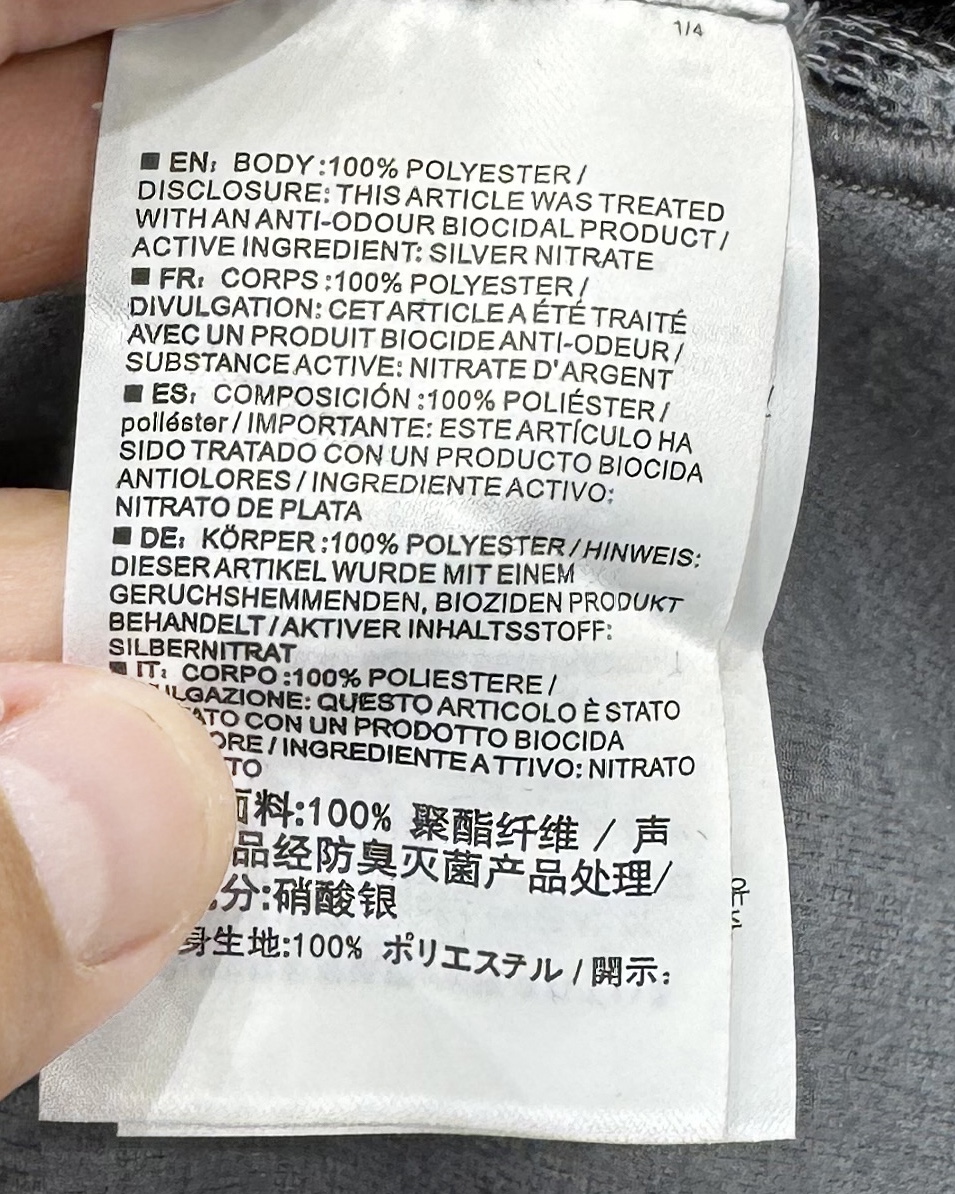 1/4
■ EN: BODY:100% POLYESTER/
DISCLOSURE: THIS ARTICLE WAS TREATED
WITH AN ANTI-ODOUR BIOCIDAL PRODUCT/
ACTIVE INGREDIENT: SILVER NITRATE
■ FR: CORPS:100% POLYESTER/
DIVULGATION: CET ARTICLE A ÉTÉ TRAITÉ
AVEC UN PRODUIT BIOCIDE ANTI-ODEUR/
SUBSTANCE ACTIVE: NITRATE D'ARGENT
■ ES: COMPOSICIÓN:100% POLIÉSTER/
poliéster/IMPORTANTE: ESTE ARTÍCULO HA
SIDO TRATADO CON UN PRODUCTO BIOCIDA
ANTIOLORES/INGREDIENTE ACTIVO:
NITRATO DE PLATA
■ DE: KÖRPER:100% POLYESTER/HINWEIS:
DIESER ARTIKEL WURDE MIT EINEM
GERUCHSHEMMENDEN, BIOZIDEN PRODUKT
BEHANDELT/AKTIVER INHALTSSTOFF:
SILBERNITRAT
■ IT: CORPO:100% POLIESTERE/
QUESTO ARTICOLO È STATO
CON UN PRODOTTO BIOCIDA
/INGREDIENTE ATTIVO: NITRATO
料:100% 聚酯纤维 / 声
品经防臭灭菌产品处理/
分:硝酸银
身生地:100% ポリエステル / 開示: